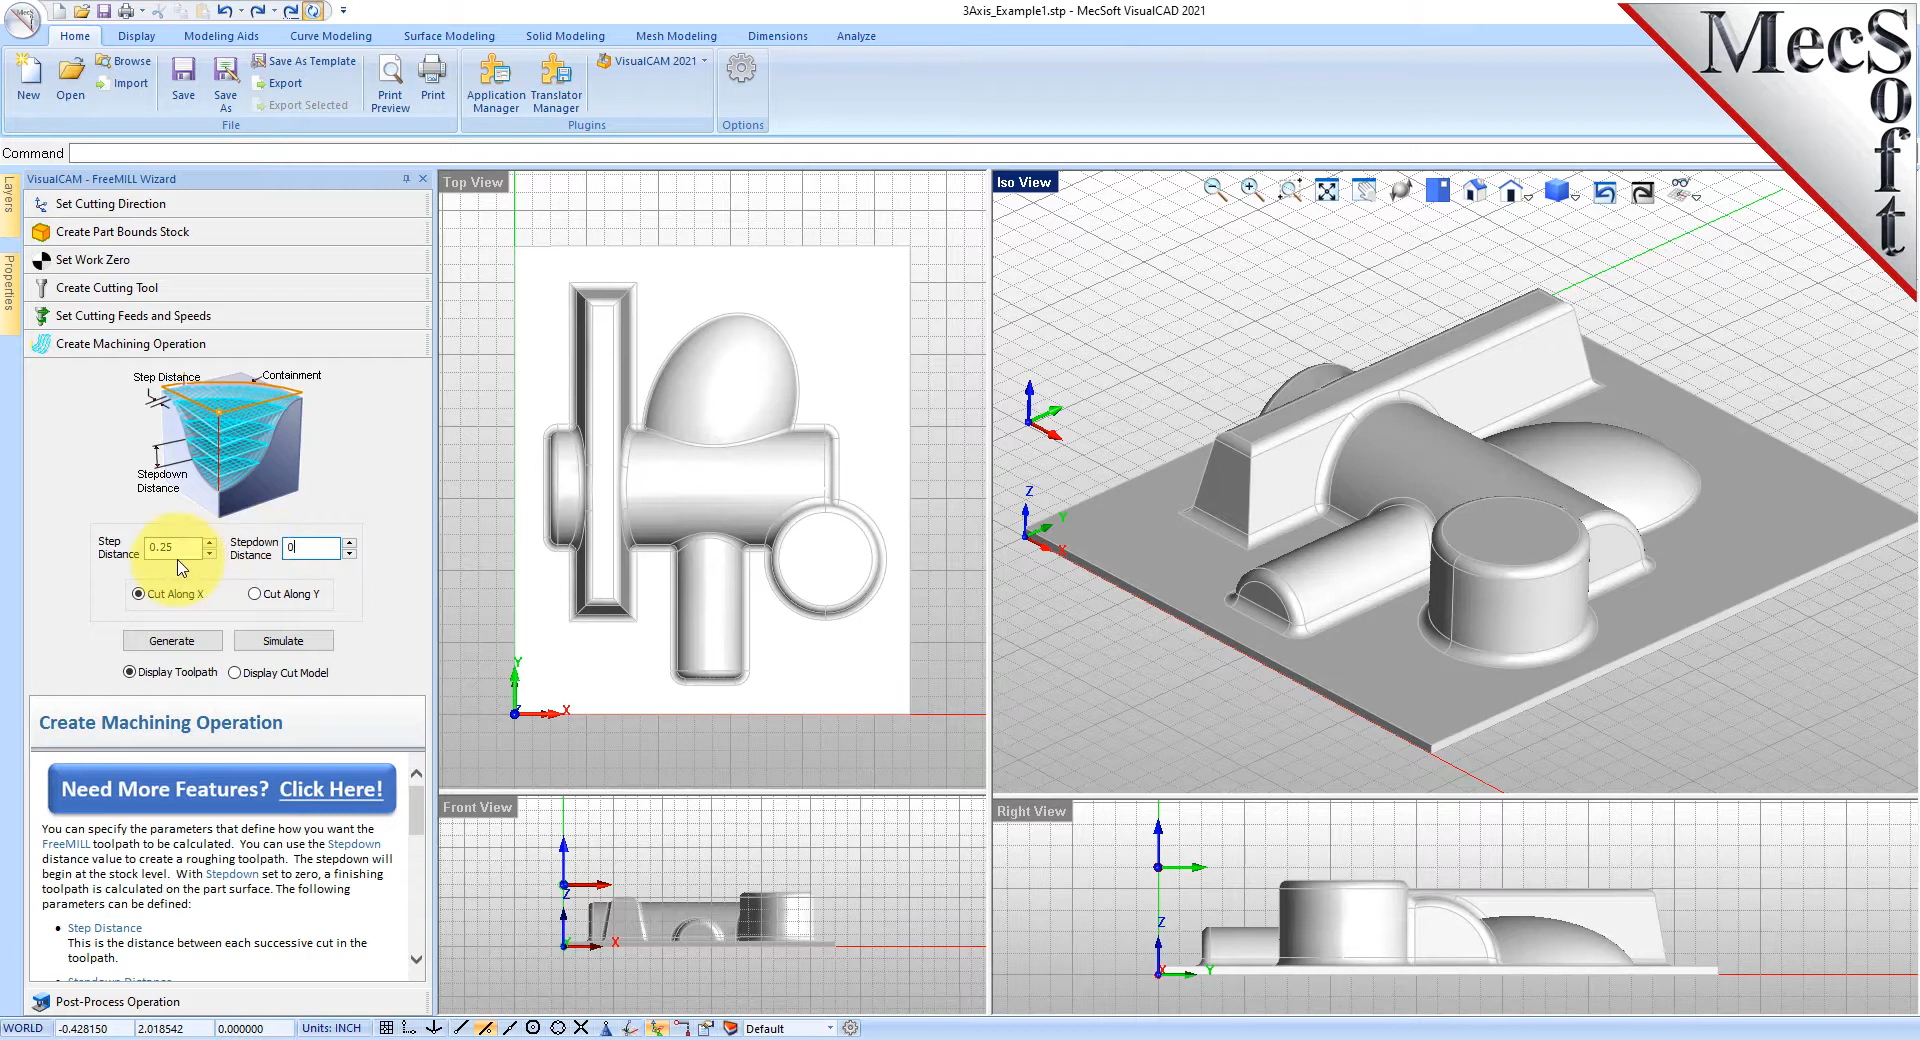 3Axis_Example1.stp - MecSoft VisualCAD 2021
MecSoft
Home Display Modeling Aids Curve Modeling Surface Modeling Solid Modeling Mesh Modeling Dimensions Analyze
New Open Browse Import Save Save As Save As Template Export Export Selected Print Preview Print
Application Manager Translator Manager VisualCAM 2021
File Plugins Options
Command
Layers
Properties
VisualCAM - FreeMILL Wizard
Set Cutting Direction
Create Part Bounds Stock
Set Work Zero
Create Cutting Tool
Set Cutting Feeds and Speeds
Create Machining Operation
Step Distance Containment
Stepdown
Distance
Step Distance 0.25 Stepdown Distance 0
Cut Along X Cut Along Y
Generate Simulate
Display Toolpath Display Cut Model
Create Machining Operation
Need More Features? Click Here!
You can specify the parameters that define how you want the
FreeMILL toolpath to be calculated. You can use the Stepdown
distance value to create a roughing toolpath. The stepdown will
begin at the stock level. With Stepdown set to zero, a finishing
toolpath is calculated on the part surface. The following
parameters can be defined:
• Step Distance
This is the distance between each successive cut in the
toolpath.
Post-Process Operation
Top View
Y
Z X
Iso View
Z
Y
X
Front View
Z
X
Right View
Z
X Y
WORLD -0.428150 2.018542 0.000000 Units: INCH Default